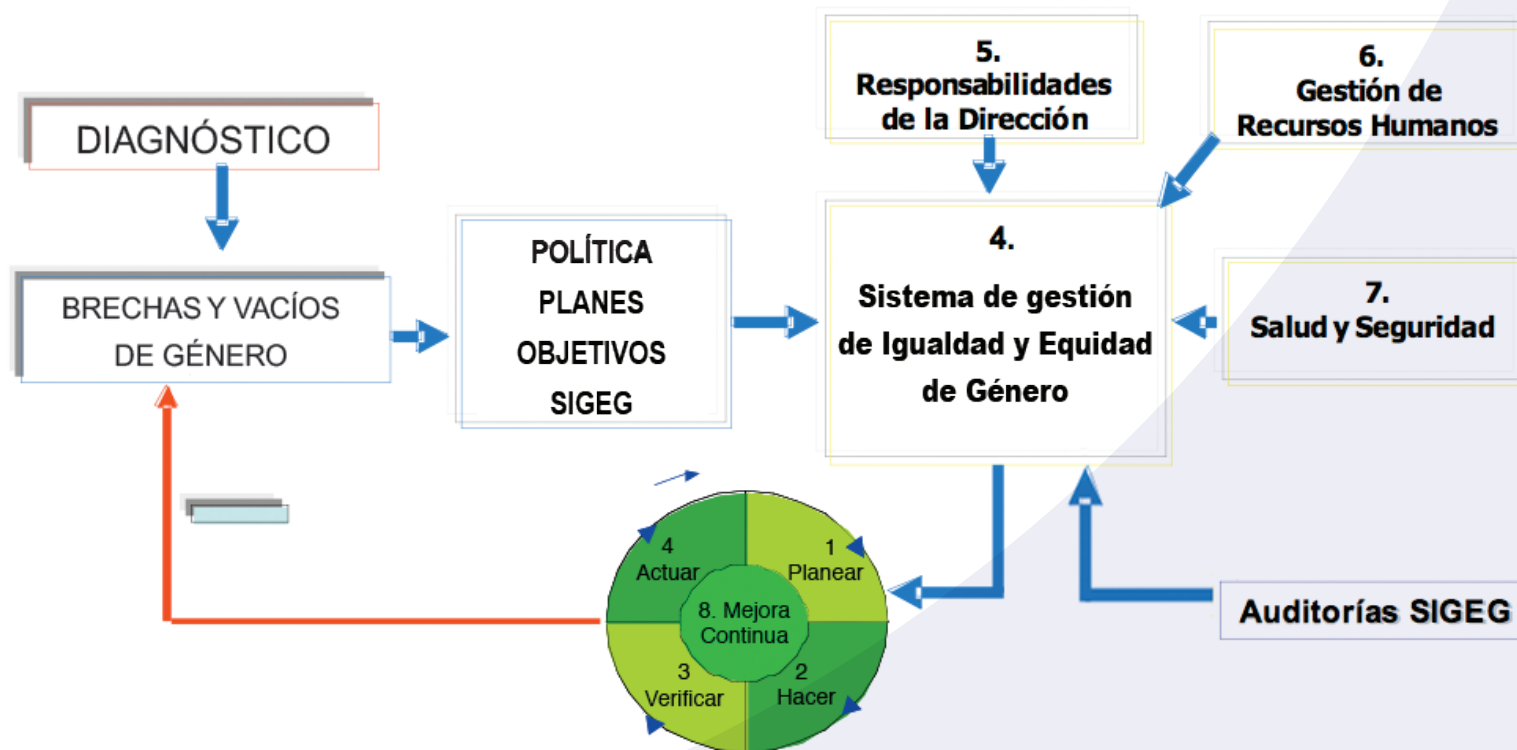 DIAGNÓSTICO
BRECHAS Y VACÍOS
DE GÉNERO
POLÍTICA
PLANES
OBJETIVOS
SIGEG
5.
Responsabilidades
de la Dirección
6.
Gestión de
Recursos Humanos
4.
Sistema de gestión
de Igualdad y Equidad
de Género
7.
Salud y Seguridad
Auditorías SIGEG
4
Actuar
1
Planear
8. Mejora
Continua
3
Verificar
2
Hacer